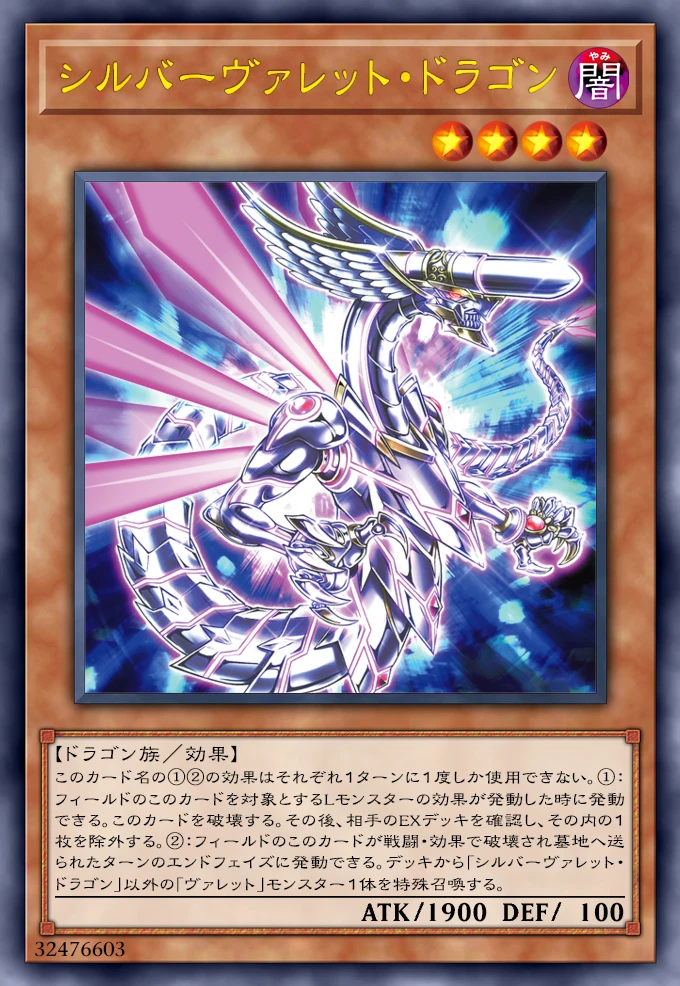 シルバーヴァレット・ドラゴン
やみ
闇
【ドラゴン族／効果】
このカード名の①②の効果はそれぞれ1ターンに1度しか使用できない。①：
フィールドのこのカードを対象とするLモンスターの効果が発動した時に発動
できる。このカードを破壊する。その後、相手のEXデッキを確認し、その内の1
枚を除外する。②：フィールドのこのカードが戦闘・効果で破壊され墓地へ送
られたターンのエンドフェイズに発動できる。デッキから「シルバーヴァレット・
ドラゴン」以外の「ヴァレット」モンスター1体を特殊召喚する。
ATK/1900 DEF/ 100
32476603